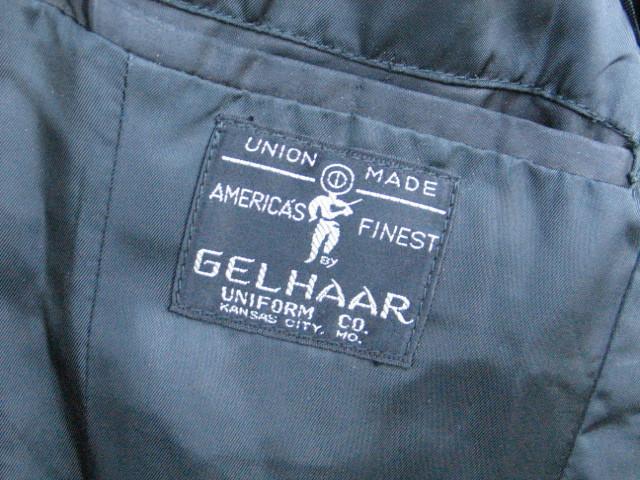 UNION MADE
AMERICA'S FINEST
BY
GELHAAR
UNIFORM CO.
KANSAS CITY, MO.